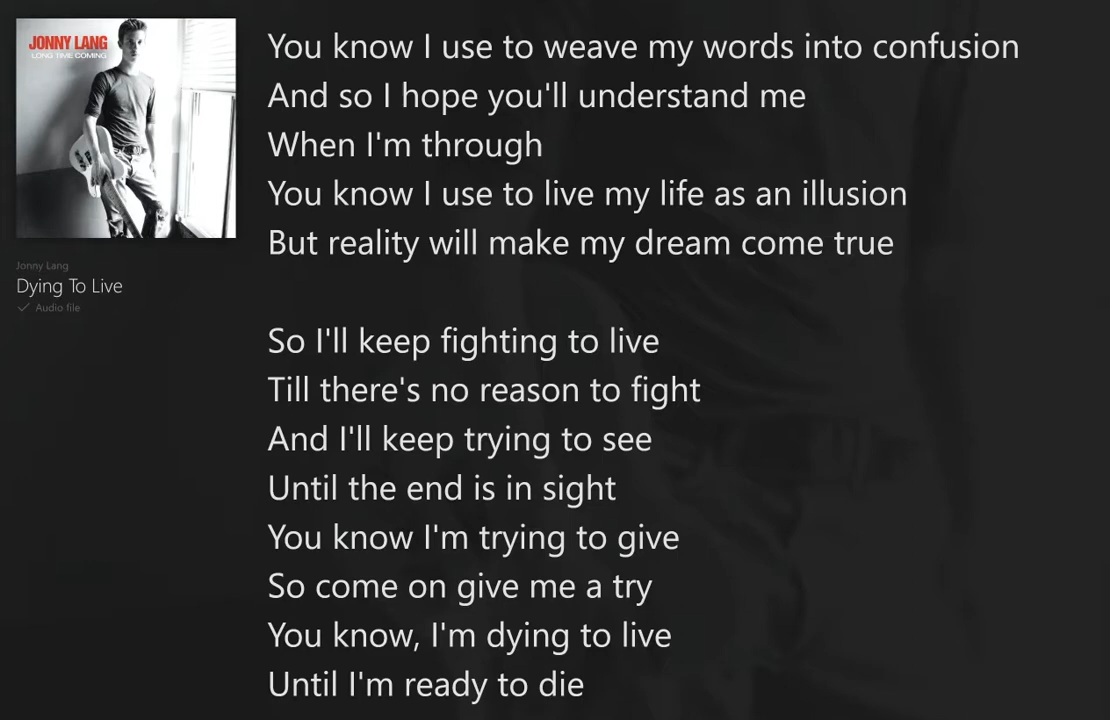 JONNY LANG
LONG TIME COMING
Jonny Lang
Dying To Live
Audio file
You know I use to weave my words into confusion
And so I hope you'll understand me
When I'm through
You know I use to live my life as an illusion
But reality will make my dream come true
So I'll keep fighting to live
Till there's no reason to fight
And I'll keep trying to see
Until the end is in sight
You know I'm trying to give
So come on give me a try
You know, I'm dying to live
Until I'm ready to die